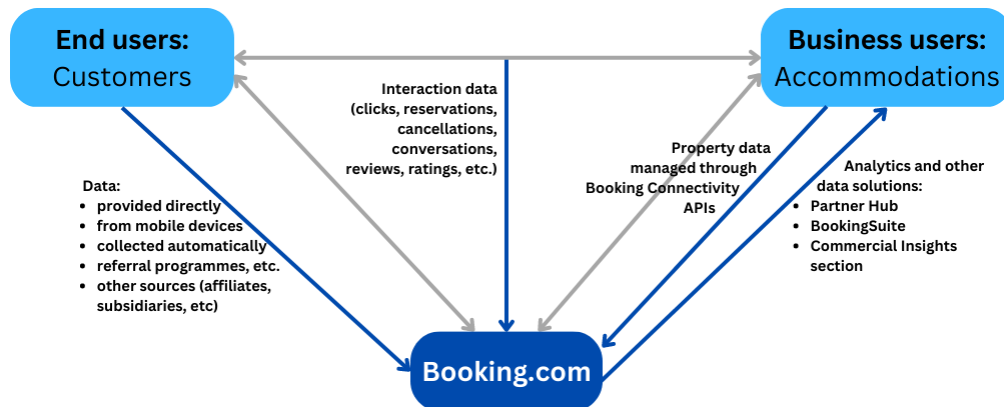 End users:
Customers
Business users:
Accommodations
Interaction data
(clicks, reservations,
cancellations,
conversations,
reviews, ratings, etc.)
Property data
managed through
Booking Connectivity
APIs
Analytics and other
data solutions:
• Partner Hub
• BookingSuite
• Commercial Insights
section
Data:
• provided directly
• from mobile devices
• collected automatically
• referral programmes, etc.
• other sources (affiliates,
subsidiaries, etc)
Booking.com